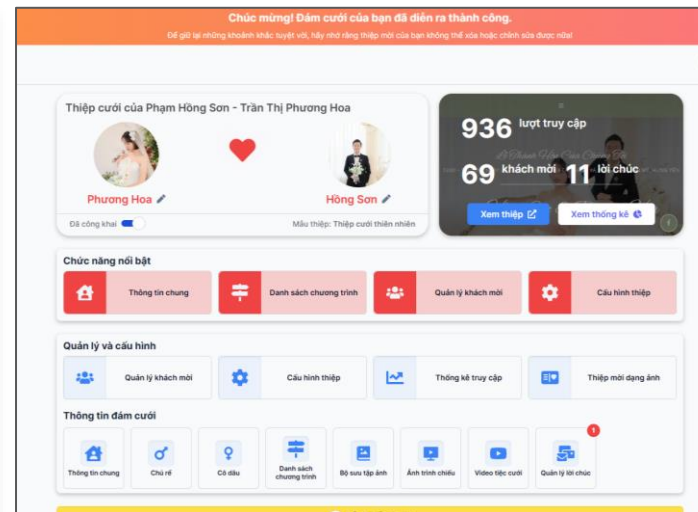 Chúc mừng! Đám cưới của bạn đã diễn ra thành công.
Để giữ lại những khoảnh khắc tuyệt vời, hãy nhớ rằng thiệp mời của bạn không thể xóa hoặc chỉnh sửa được nữa!
Thiệp cưới của Phạm Hồng Sơn - Trần Thị Phương Hoa
Phương Hoa
Hồng Sơn
Đã công khai
Mẫu thiệp: Thiệp cưới thiên nhiên
936 lượt truy cập
69 khách mời 11 lời chúc
Xem thiệp
Xem thống kê
Chức năng nổi bật
Thông tin chung
Danh sách chương trình
Quản lý khách mời
Cấu hình thiệp
Quản lý và cấu hình
Quản lý khách mời
Cấu hình thiệp
Thống kê truy cập
Thiệp mời dạng ảnh
Thông tin đám cưới
1
Thông tin chung
Chú rể
Cô dâu
Danh sách
chương trình
Bộ sưu tập ảnh
Ảnh trình chiếu
Video tiệc cưới
Quản lý lời chúc